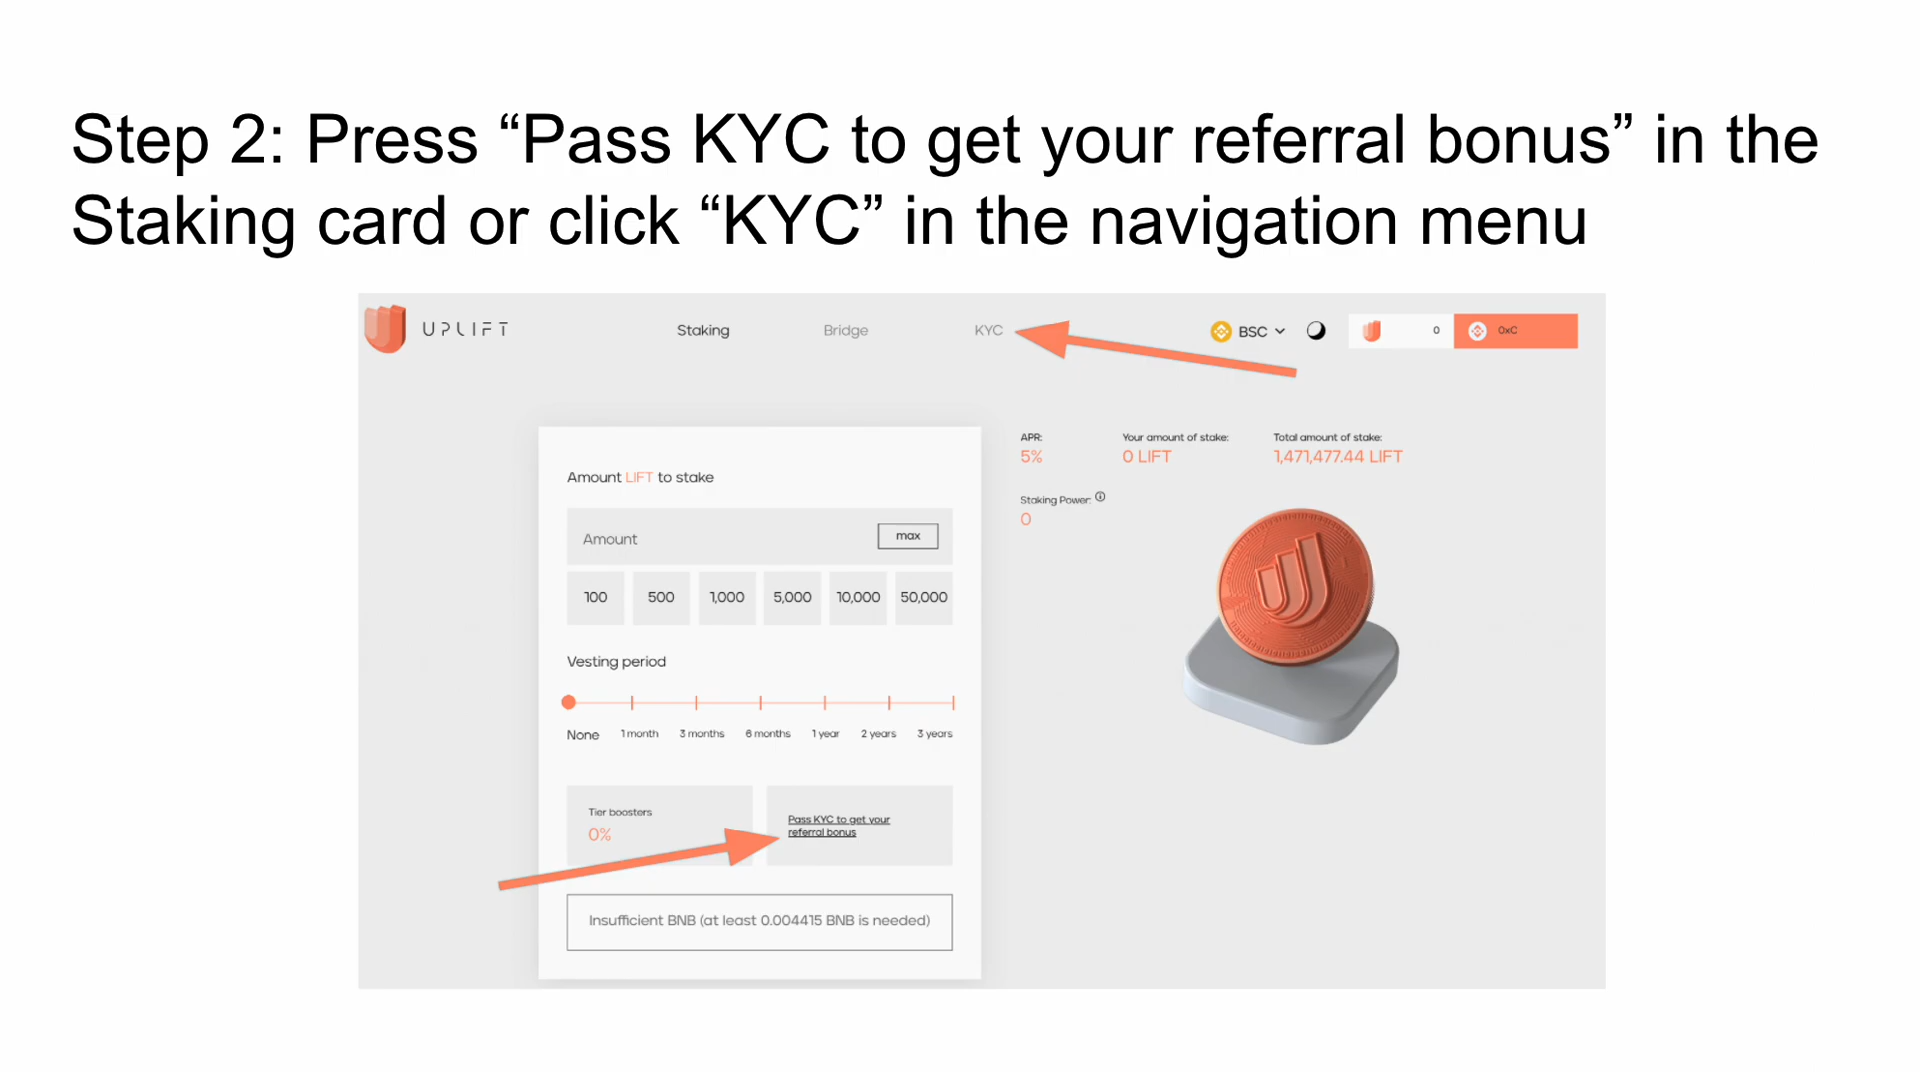 Step 2: Press “Pass KYC to get your referral bonus” in the
Staking card or click “KYC” in the navigation menu
UPLIFT
Staking
Bridge
KYC
BSC
0
0xC
Amount LIFT to stake
Amount
max
100
500
1,000
5,000
10,000
50,000
Vesting period
None
1 month
3 months
6 months
1 year
2 years
3 years
Tier boosters
0%
Pass KYC to get your
referral bonus
Insufficient BNB (at least 0.004415 BNB is needed)
APR:
5%
Your amount of stake:
0 LIFT
Total amount of stake:
1,471,477.44 LIFT
Staking Power:
0